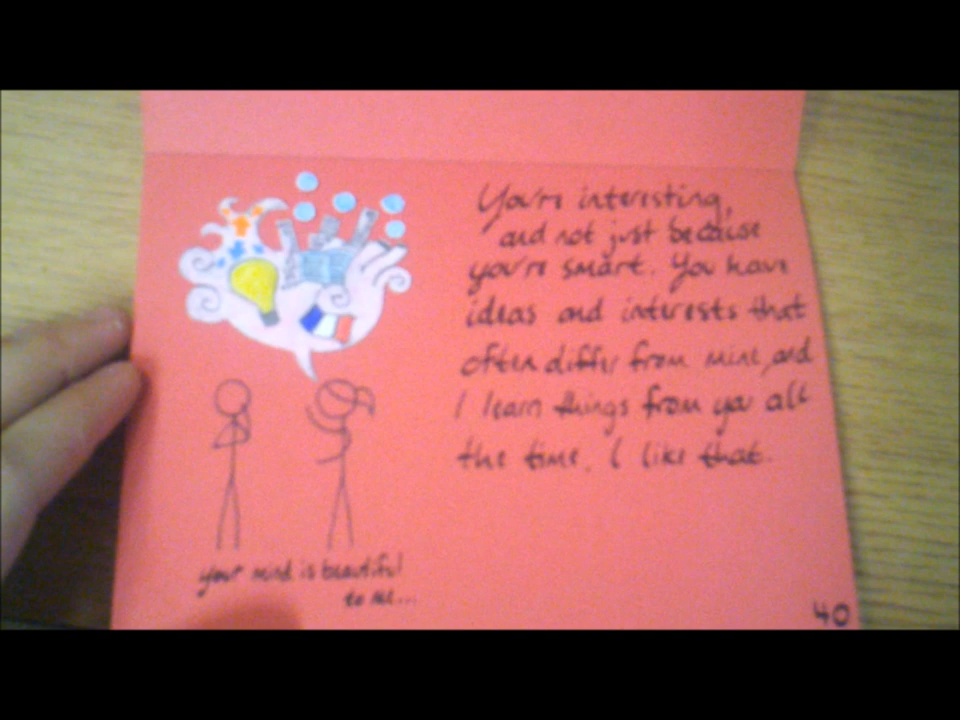 You're interesting,
and not just because
you're smart. You have
ideas and interests that
often differ from mine, and
I learn things from you all
the time. I like that.
your mind is beautiful
to me...
40